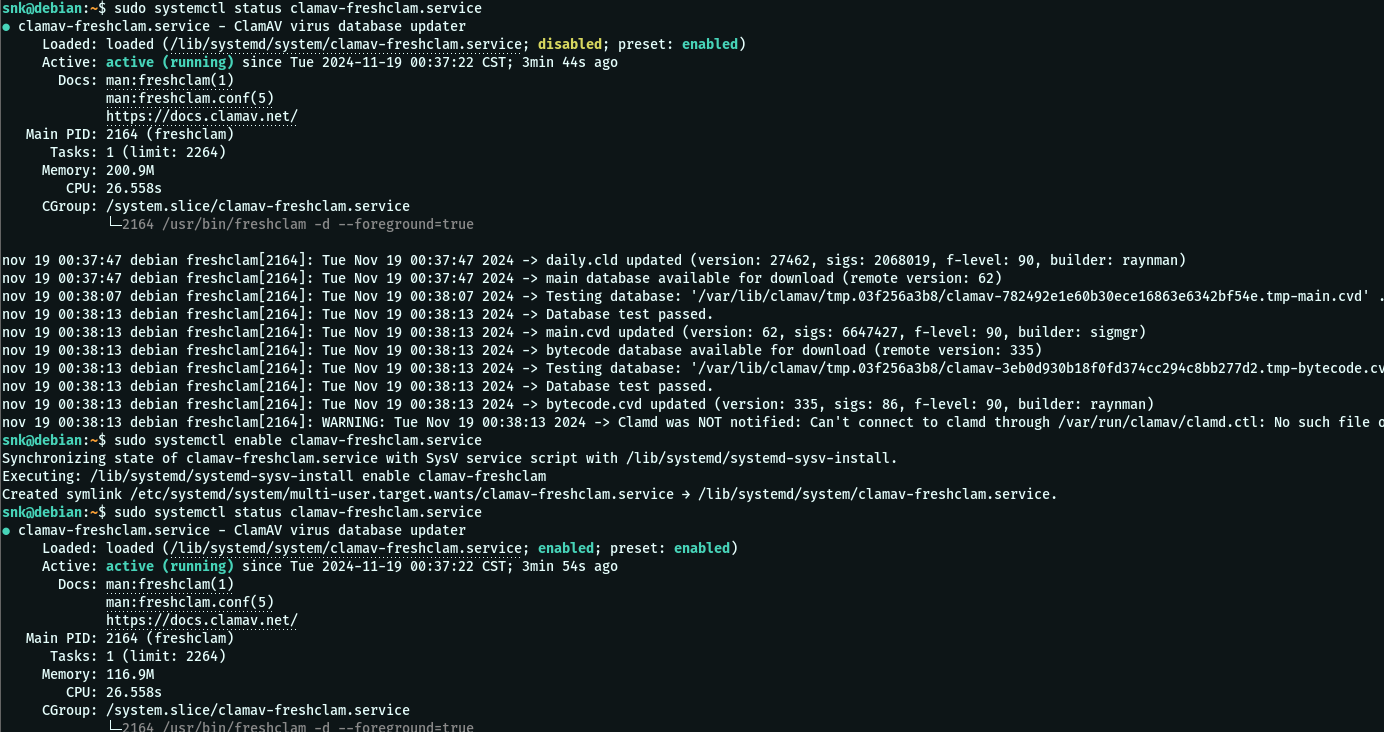 snk@debian:~$ sudo systemctl status clamav-freshclam.service
● clamav-freshclam.service - ClamAV virus database updater
     Loaded: loaded (/lib/systemd/system/clamav-freshclam.service; disabled; preset: enabled)
     Active: active (running) since Tue 2024-11-19 00:37:22 CST; 3min 44s ago
       Docs: man:freshclam(1)
             man:freshclam.conf(5)
             https://docs.clamav.net/
   Main PID: 2164 (freshclam)
      Tasks: 1 (limit: 2264)
     Memory: 200.9M
        CPU: 26.558s
     CGroup: /system.slice/clamav-freshclam.service
             └─2164 /usr/bin/freshclam -d --foreground=true
nov 19 00:37:47 debian freshclam[2164]: Tue Nov 19 00:37:47 2024 -> daily.cld updated (version: 27462, sigs: 2068019, f-level: 90, builder: raynman)
nov 19 00:37:47 debian freshclam[2164]: Tue Nov 19 00:37:47 2024 -> main database available for download (remote version: 62)
nov 19 00:38:07 debian freshclam[2164]: Tue Nov 19 00:38:07 2024 -> Testing database: '/var/lib/clamav/tmp.03f256a3b8/clamav-782492e1e60b30ece16863e6342bf54e.tmp-main.cvd' .
nov 19 00:38:13 debian freshclam[2164]: Tue Nov 19 00:38:13 2024 -> Database test passed.
nov 19 00:38:13 debian freshclam[2164]: Tue Nov 19 00:38:13 2024 -> main.cvd updated (version: 62, sigs: 6647427, f-level: 90, builder: sigmgr)
nov 19 00:38:13 debian freshclam[2164]: Tue Nov 19 00:38:13 2024 -> bytecode database available for download (remote version: 335)
nov 19 00:38:13 debian freshclam[2164]: Tue Nov 19 00:38:13 2024 -> Testing database: '/var/lib/clamav/tmp.03f256a3b8/clamav-3eb0d930b18f0fd374cc294c8bb277d2.tmp-bytecode.cv
nov 19 00:38:13 debian freshclam[2164]: Tue Nov 19 00:38:13 2024 -> Database test passed.
nov 19 00:38:13 debian freshclam[2164]: Tue Nov 19 00:38:13 2024 -> bytecode.cvd updated (version: 335, sigs: 86, f-level: 90, builder: raynman)
nov 19 00:38:13 debian freshclam[2164]: WARNING: Tue Nov 19 00:38:13 2024 -> Clamd was NOT notified: Can't connect to clamd through /var/run/clamav/clamd.ctl: No such file o
snk@debian:~$ sudo systemctl enable clamav-freshclam.service
Synchronizing state of clamav-freshclam.service with SysV service script with /lib/systemd/systemd-sysv-install.
Executing: /lib/systemd/systemd-sysv-install enable clamav-freshclam
Created symlink /etc/systemd/system/multi-user.target.wants/clamav-freshclam.service → /lib/systemd/system/clamav-freshclam.service.
snk@debian:~$ sudo systemctl status clamav-freshclam.service
● clamav-freshclam.service - ClamAV virus database updater
     Loaded: loaded (/lib/systemd/system/clamav-freshclam.service; enabled; preset: enabled)
     Active: active (running) since Tue 2024-11-19 00:37:22 CST; 3min 54s ago
       Docs: man:freshclam(1)
             man:freshclam.conf(5)
             https://docs.clamav.net/
   Main PID: 2164 (freshclam)
      Tasks: 1 (limit: 2264)
     Memory: 116.9M
        CPU: 26.558s
     CGroup: /system.slice/clamav-freshclam.service
             └─2164 /usr/bin/freshclam -d --foreground=true